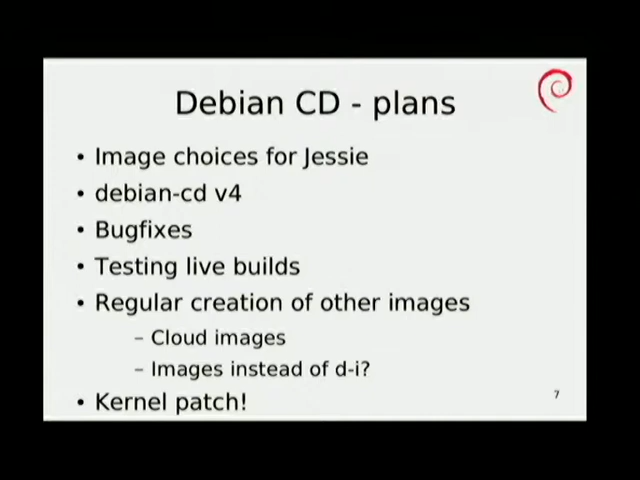 Debian CD - plans
• Image choices for Jessie
• debian-cd v4
• Bugfixes
• Testing live builds
• Regular creation of other images
– Cloud images
– Images instead of d-i?
• Kernel patch!
7